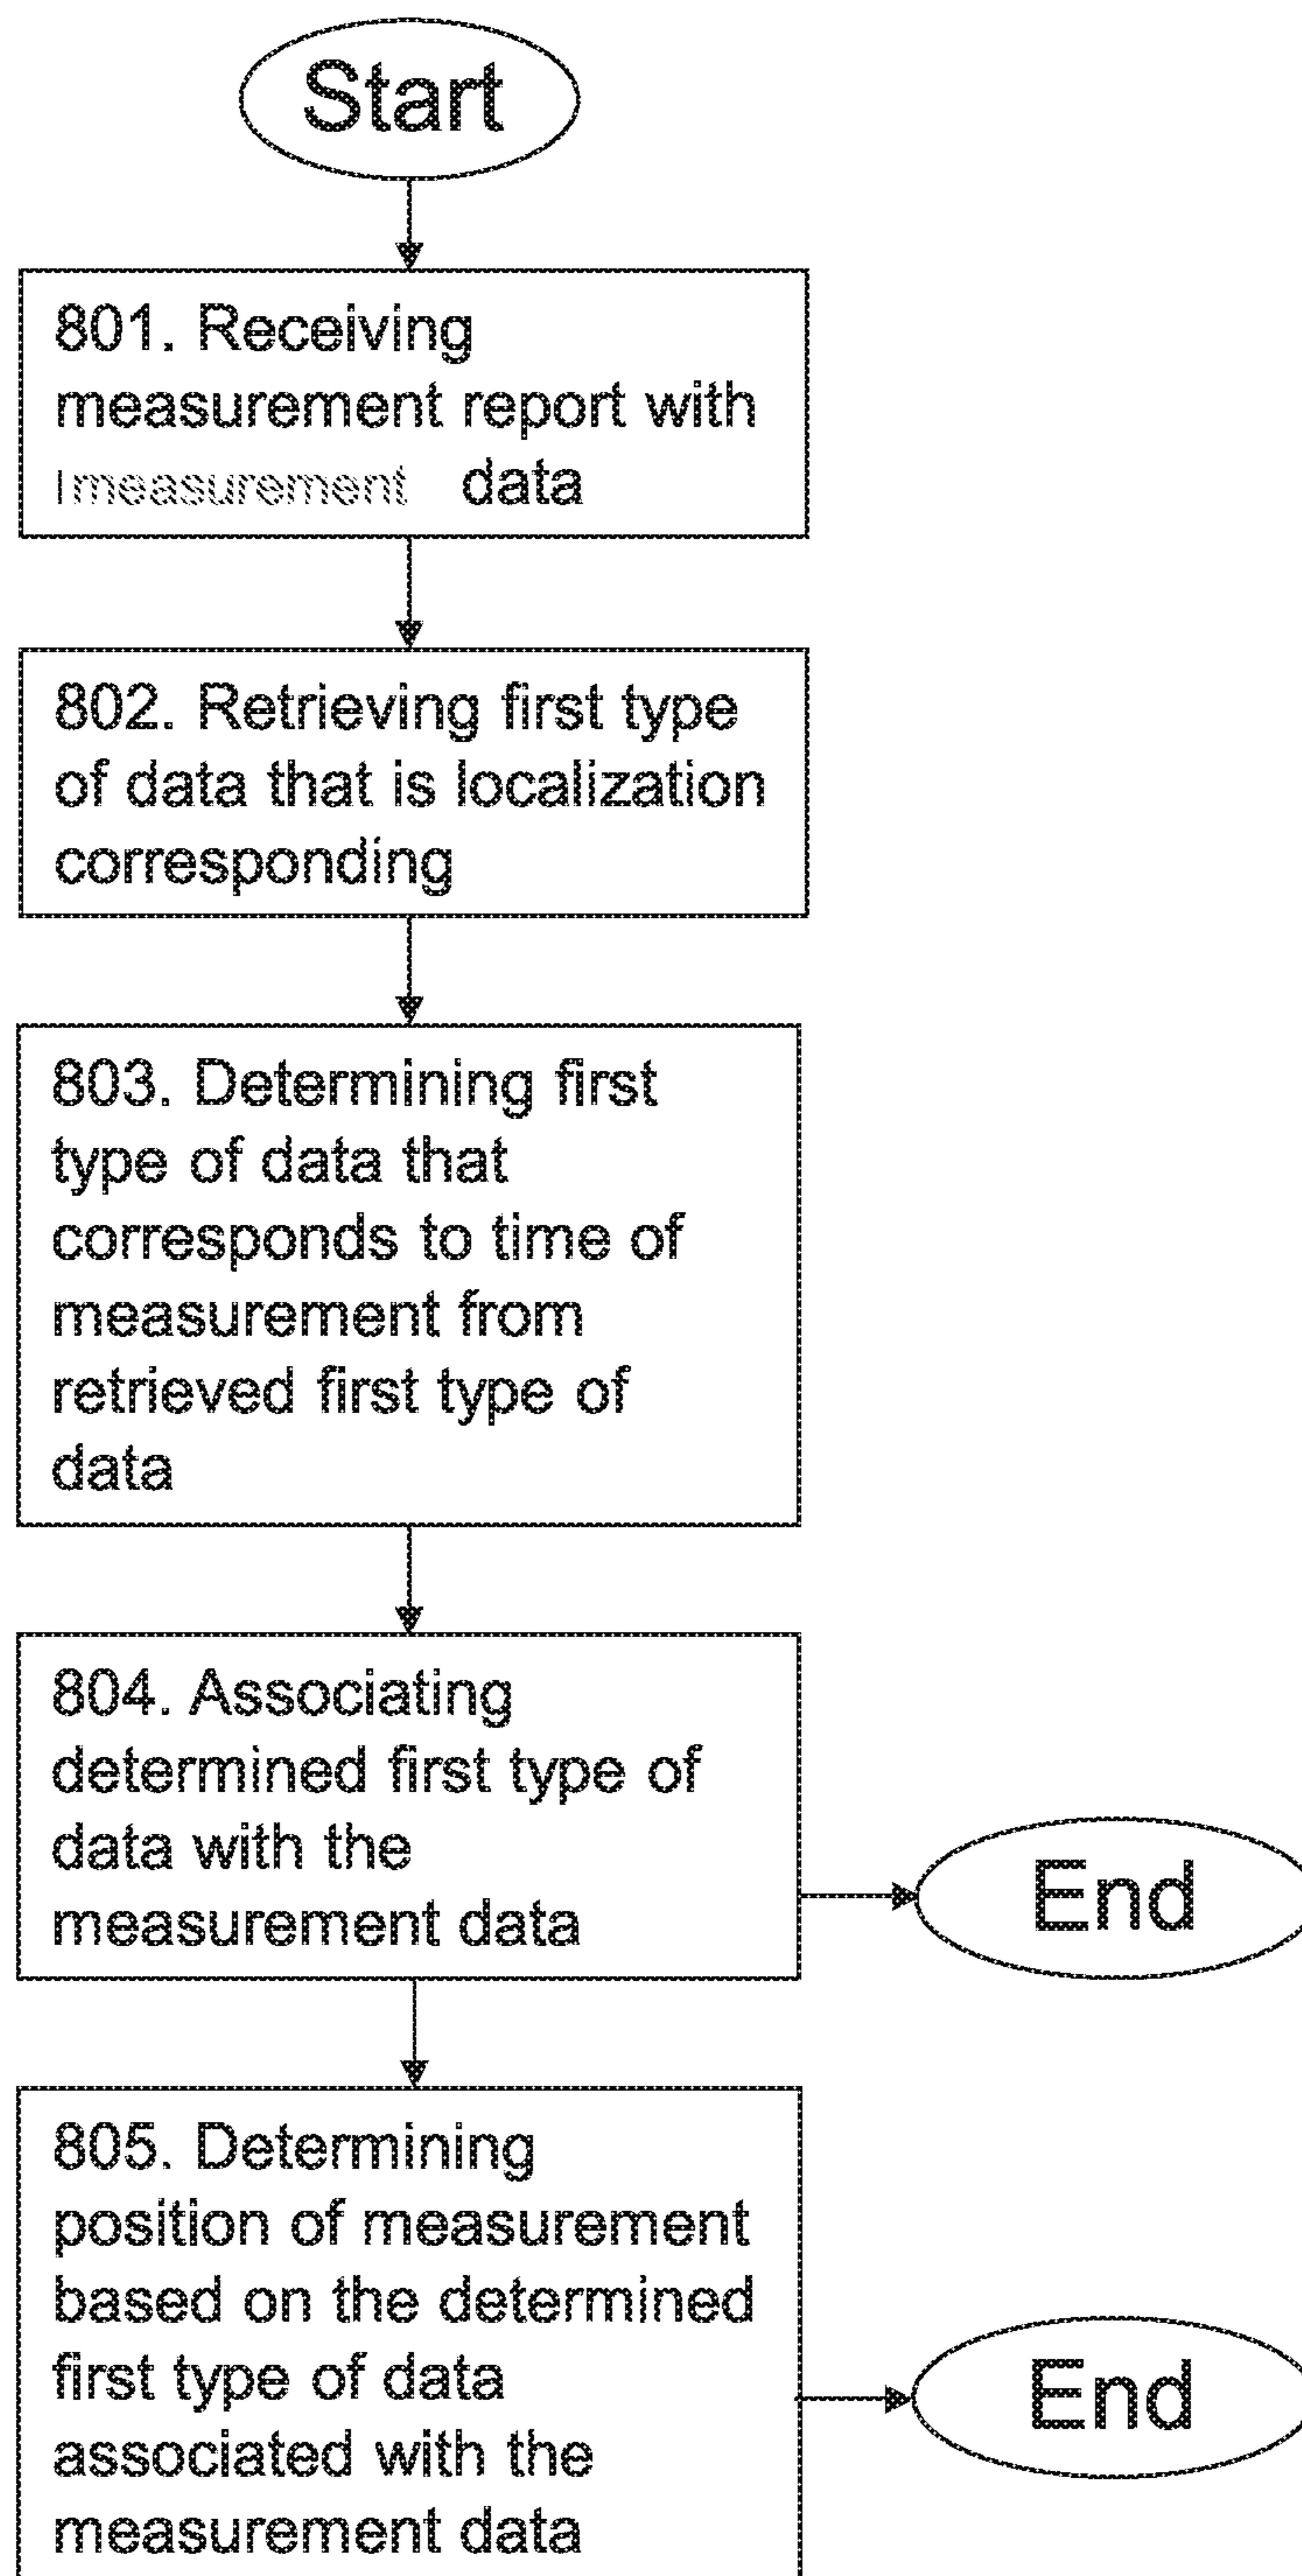 Start
801. Receiving
measurement report with
measurement data
802. Retrieving first type
of data that is localization
corresponding
803. Determining first
type of data that
corresponds to time of
measurement from
retrieved first type of
data
804. Associating
determined first type of
data with the
measurement data
End
805. Determining
position of measurement
based on the determined
first type of data
associated with the
measurement data
End